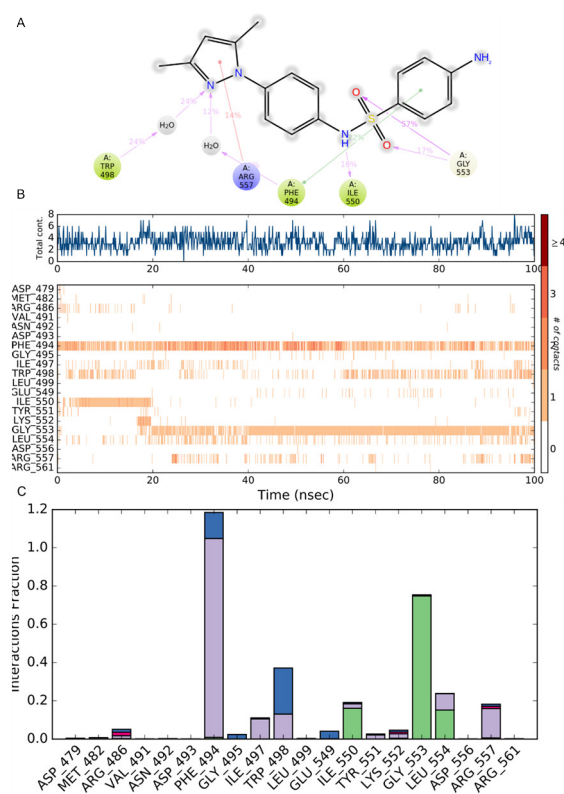 A
NH₂
N
N
O
O
S
NH
24%
24%
12%
14%
57%
17%
H₂O
H₂O
A:
TRP
498
A:
ARG
557
A:
PHE
494
A:
ILE
550
A:
GLY
553
B
Total cont.
8
6
4
2
0
0 20 40 60 80 100
ASP_479
MET_482
ARG_486
VAL_491
ASN_492
ASP_493
PHE_494
GLY_495
ILE_497
TRP_498
LEU_499
GLU_549
ILE_550
TYR_551
LYS_552
GLY_553
LEU_554
ASP_556
ARG_557
ARG_561
0 20 40 60 80 100
Time (nsec)
≥4
3
2
1
0
# of contacts
C
Interactions Fraction
1.2
1.0
0.8
0.6
0.4
0.2
0.0
ASP_479
MET_482
ARG_486
VAL_491
ASN_492
ASP_493
PHE_494
GLY_495
ILE_497
TRP_498
LEU_499
GLU_549
ILE_550
TYR_551
LYS_552
GLY_553
LEU_554
ASP_556
ARG_557
ARG_561